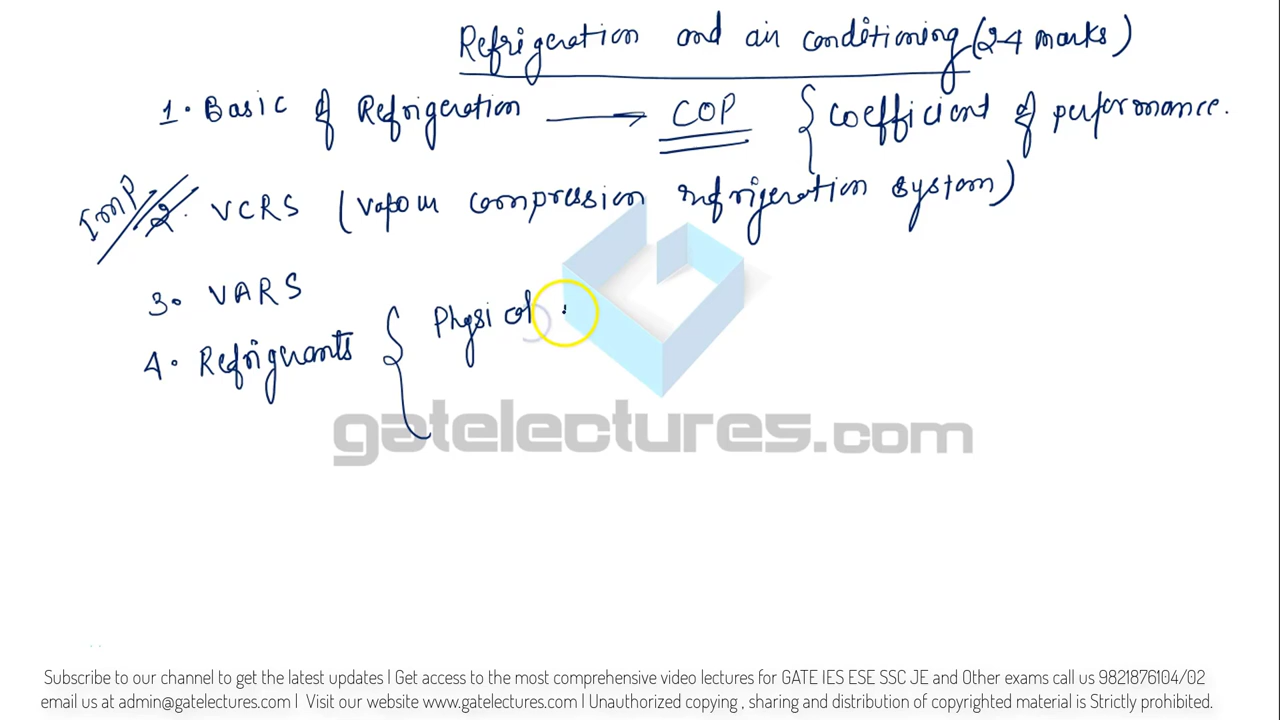 Refrigeration and air conditioning (24 marks)
1. Basic of Refrigeration → COP { Coefficient of performance.
Imp 2. VCRS (vapour compression refrigeration system)
3. VARS
4. Refrigerants { Physical
gatelectures.com
Subscribe to our channel to get the latest updates | Get access to the most comprehensive video lectures for GATE IES ESE SSC JE and Other exams call us 9821876104/02
email us at admin@gatelectures.com | Visit our website www.gatelectures.com | Unauthorized copying , sharing and distribution of copyrighted material is Strictly prohibited.